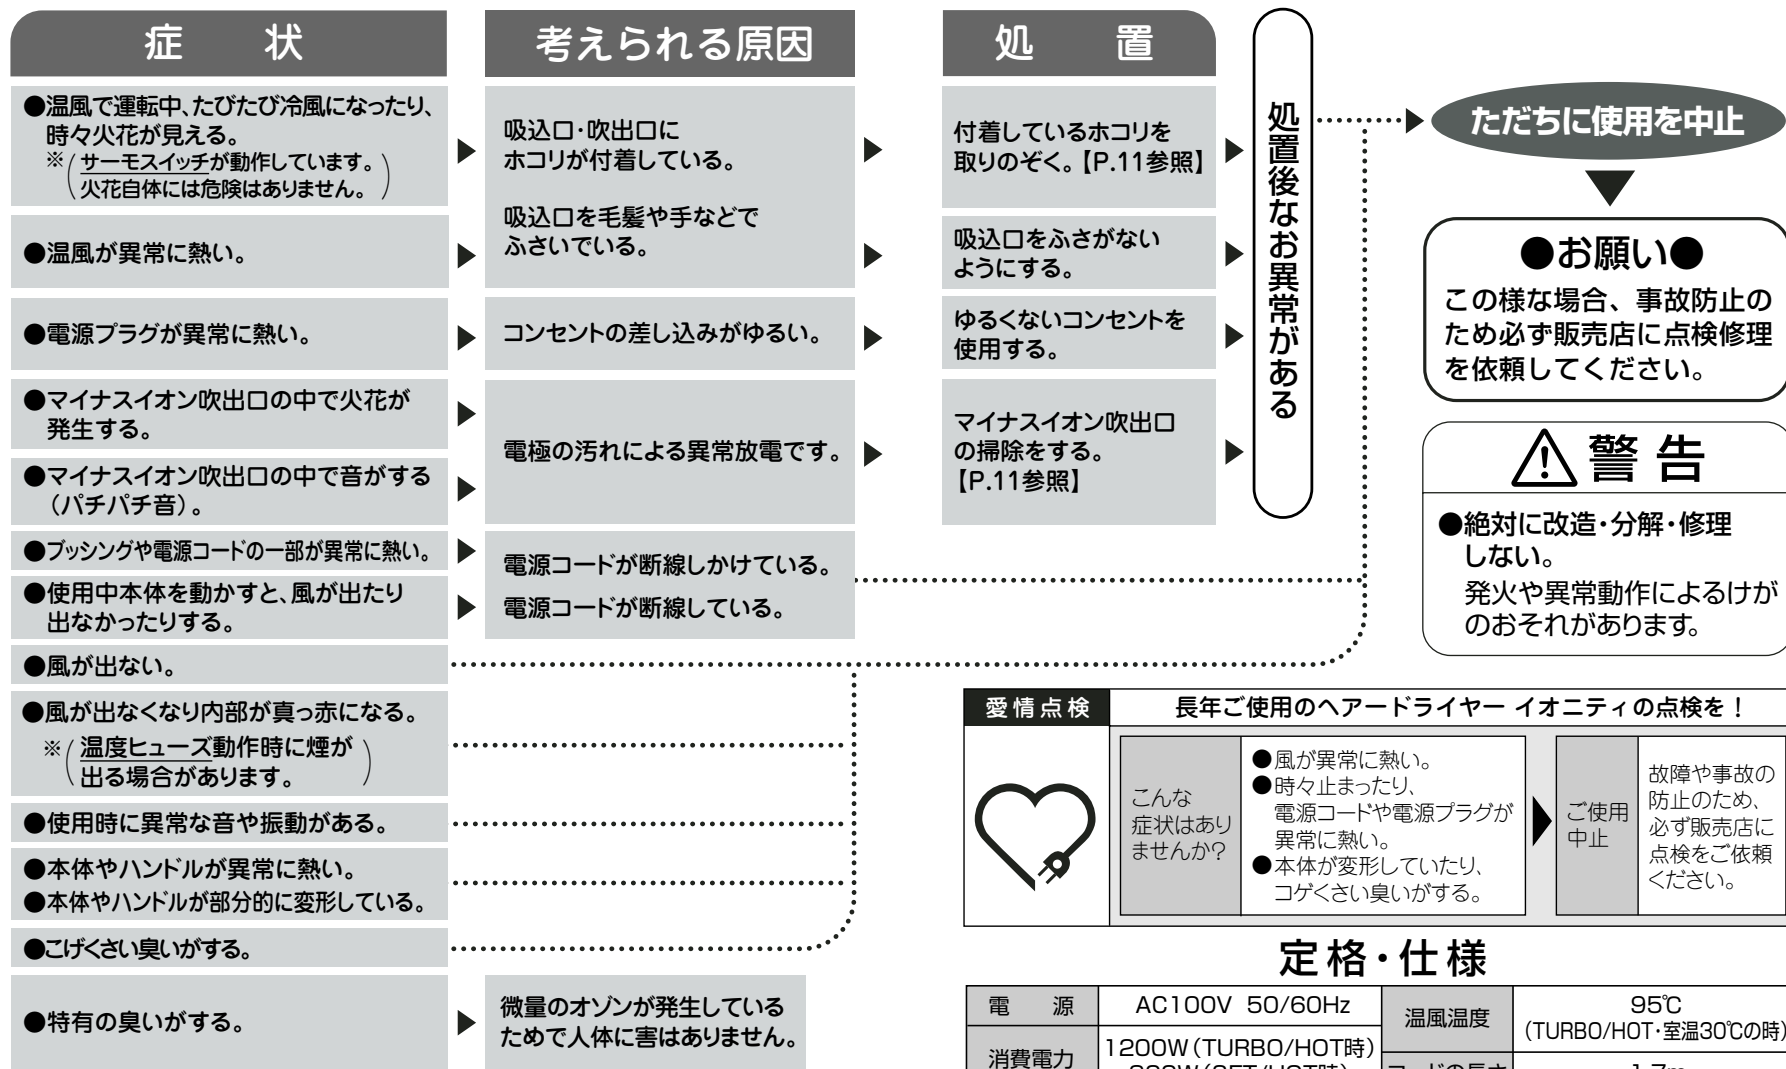 症 状
●温風で運転中、たびたび冷風になったり、
時々火花が見える。
※(サーモスイッチが動作しています。
火花自体には危険はありません。)
●温風が異常に熱い。
●電源プラグが異常に熱い。
●マイナスイオン吹出口の中で火花が
発生する。
●マイナスイオン吹出口の中で音がする
(パチパチ音)。
●ブッシングや電源コードの一部が異常に熱い。
●使用中本体を動かすと、風が出たり
出なかったりする。
●風が出ない。
●風が出なくなり内部が真っ赤になる。
※(温度ヒューズ動作時に煙が
出る場合があります。)
●使用時に異常な音や振動がある。
●本体やハンドルが異常に熱い。
●本体やハンドルが部分的に変形している。
●こげくさい臭いがする。
●特有の臭いがする。
考えられる原因
吸込口・吹出口に
ホコリが付着している。
吸込口を毛髪や手などで
ふさいでいる。
コンセントの差し込みがゆるい。
電極の汚れによる異常放電です。
電源コードが断線しかけている。
電源コードが断線している。
微量のオゾンが発生している
ためで人体に害はありません。
処 置
付着しているホコリを
取りのぞく。【P.11参照】
吸込口をふさがない
ようにする。
ゆるくないコンセントを
使用する。
マイナスイオン吹出口
の掃除をする。
【P.11参照】
処置後なお異常がある
ただちに使用を中止
●お願い●
この様な場合、事故防止の
ため必ず販売店に点検修理
を依頼してください。
警告
●絶対に改造・分解・修理
しない。
発火や異常動作によるけが
のおそれがあります。
愛情点検
長年ご使用のヘアードライヤー イオニティの点検を!
こんな
症状はあり
ませんか?
●風が異常に熱い。
●時々止まったり、
電源コードや電源プラグが
異常に熱い。
●本体が変形していたり、
コゲくさい臭いがする。
ご使用
中止
故障や事故の
防止のため、
必ず販売店に
点検をご依頼
ください。
定格・仕様
電 源
AC100V 50/60Hz
温風温度
95℃
(TURBO/HOT・室温30℃の時)
消費電力
1200W(TURBO/HOT時)